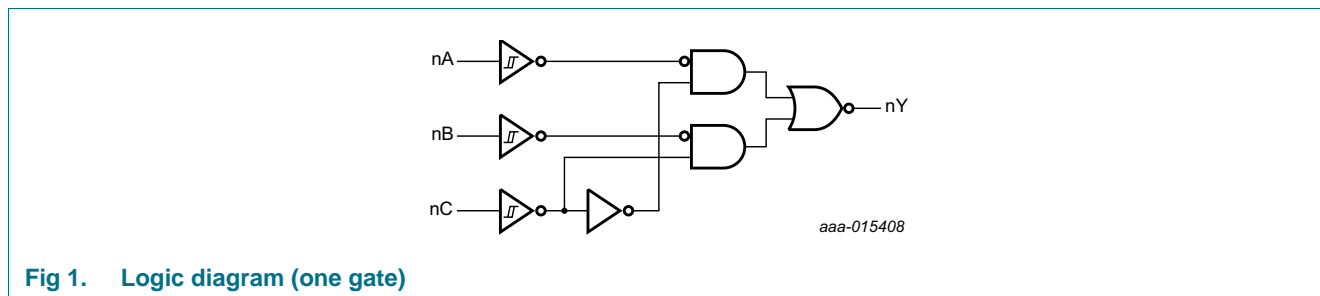 nA
nB
nC
nY
aaa-015408
Fig 1. Logic diagram (one gate)